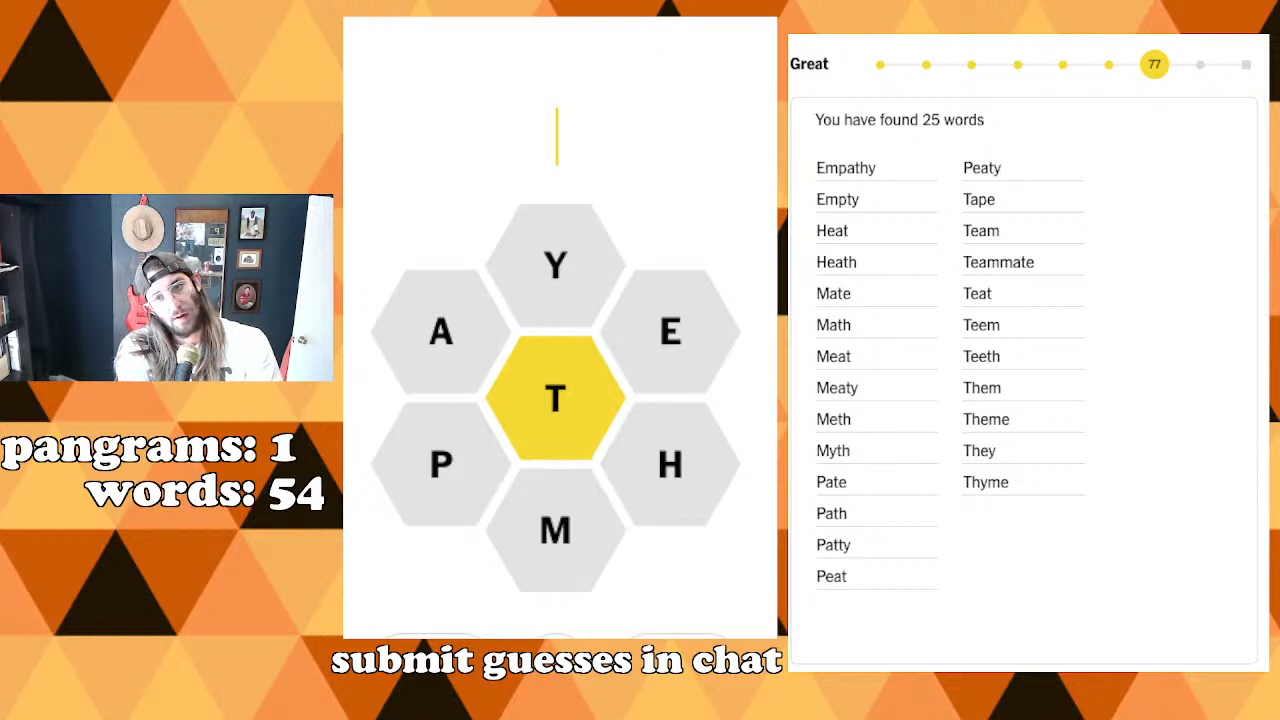 pangrams: 1
words: 54
Y
A
E
T
P
H
M
submit guesses in chat
Great
77
You have found 25 words
Empathy
Empty
Heat
Heath
Mate
Math
Meat
Meaty
Meth
Myth
Pate
Path
Patty
Peat
Peaty
Tape
Team
Teammate
Teat
Teem
Teeth
Them
Theme
They
Thyme